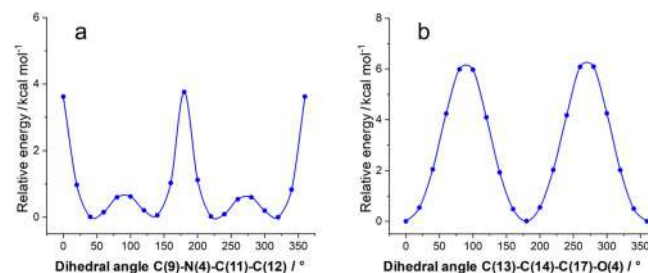 a
Relative energy / kcal mol⁻¹
6
4
2
0
0 50 100 150 200 250 300 350
Dihedral angle C(9)-N(4)-C(11)-C(12) / °
b
Relative energy / kcal mol⁻¹
8
6
4
2
0
0 50 100 150 200 250 300 350
Dihedral angle C(13)-C(14)-C(17)-O(4) / °